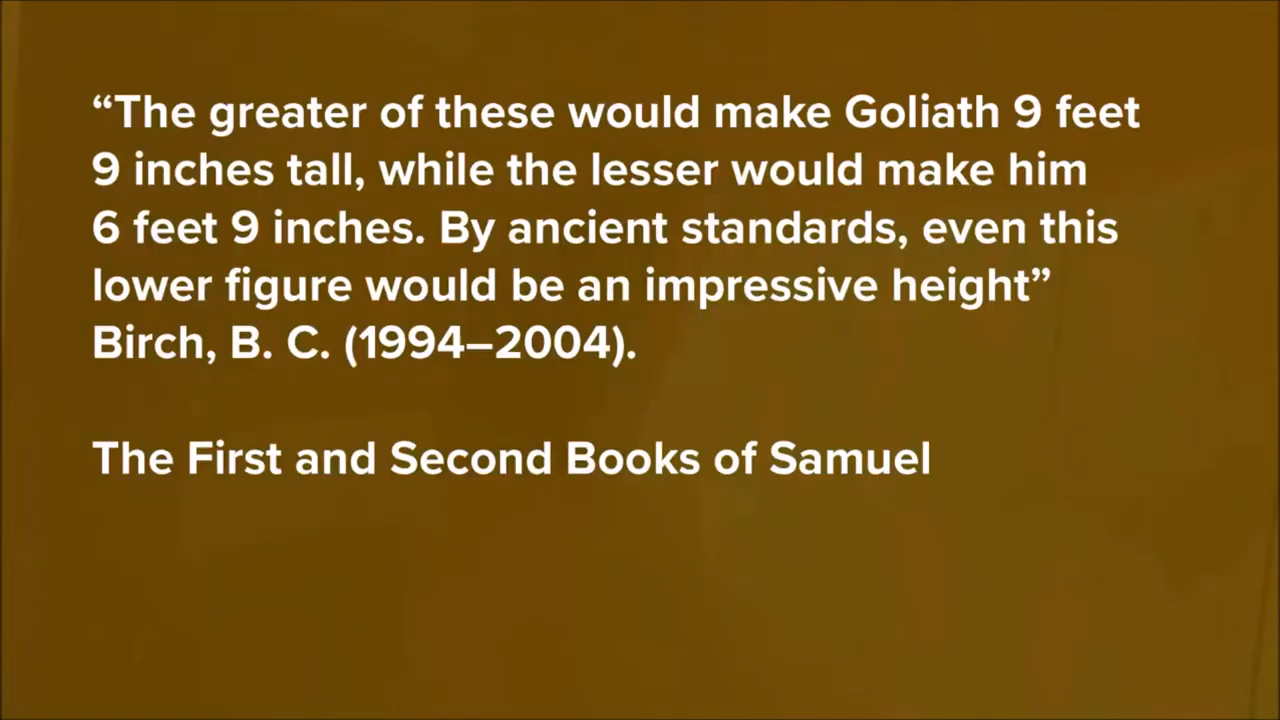 “The greater of these would make Goliath 9 feet
9 inches tall, while the lesser would make him
6 feet 9 inches. By ancient standards, even this
lower figure would be an impressive height”
Birch, B. C. (1994–2004).
The First and Second Books of Samuel